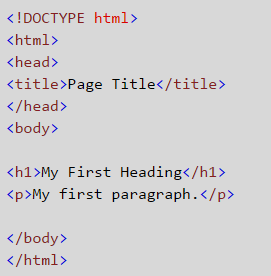 <!DOCTYPE html>
<html>
<head>
<title>Page Title</title>
</head>
<body>
<h1>My First Heading</h1>
<p>My first paragraph.</p>
</body>
</html>